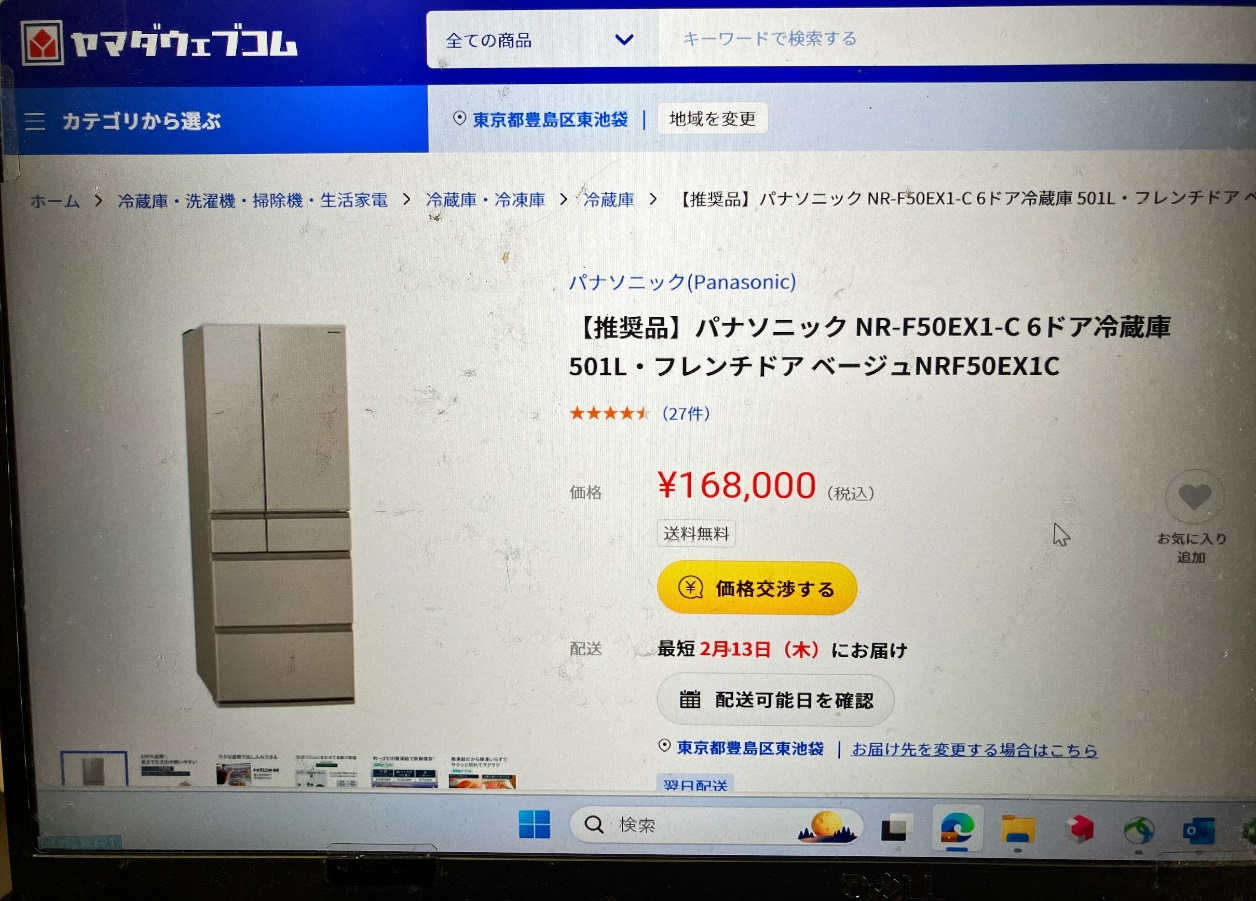 ヤマダウェブコム
全ての商品
キーワードで検索する
カテゴリから選ぶ
東京都豊島区東池袋 | 地域を変更
ホーム > 冷蔵庫・洗濯機・掃除機・生活家電 > 冷蔵庫・冷凍庫 > 冷蔵庫 > 【推奨品】パナソニック NR-F50EX1-C 6ドア冷蔵庫 501L・フレンチドア ベ
パナソニック(Panasonic)
【推奨品】パナソニック NR-F50EX1-C 6ドア冷蔵庫
501L・フレンチドア ベージュNRF50EX1C
(27件)
価格 ¥168,000 (税込)
送料無料
価格交渉する
お気に入り
追加
配送 最短 2月13日（木）にお届け
配送可能日を確認
東京都豊島区東池袋 | お届け先を変更する場合はこちら
翌日配送
検索